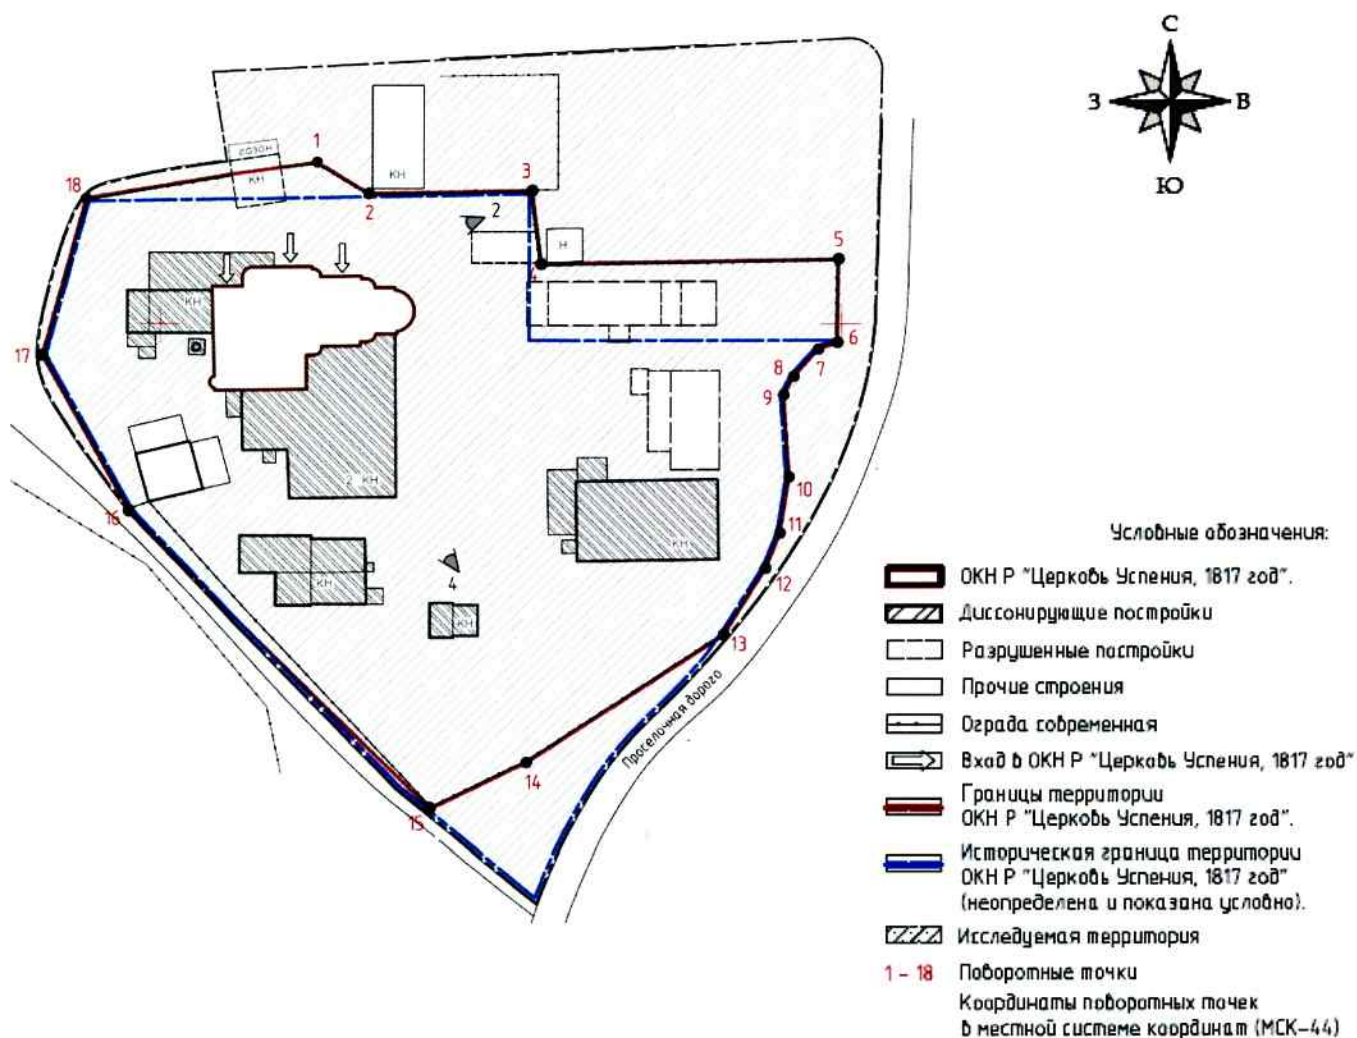 С
З
В
Ю
1
2
3
4
5
6
7
8
9
10
11
12
13
14
15
16
17
18
КН
КН
2
Н
КН
2 КН
КН
КН
КН
4
Проселочная дорога
Условные обозначения:
ОКН Р "Церковь Успения, 1817 год".
Диссонирующие постройки
Разрушенные постройки
Прочие строения
Ограда современная
Вход в ОКН Р "Церковь Успения, 1817 год"
Границы территории
ОКН Р "Церковь Успения, 1817 год".
Историческая граница территории
ОКН Р "Церковь Успения, 1817 год"
(неопределена и показана условно).
Исследуемая территория
1 – 18 Поворотные точки
Координаты поворотных точек
в местной системе координат (МСК-44)